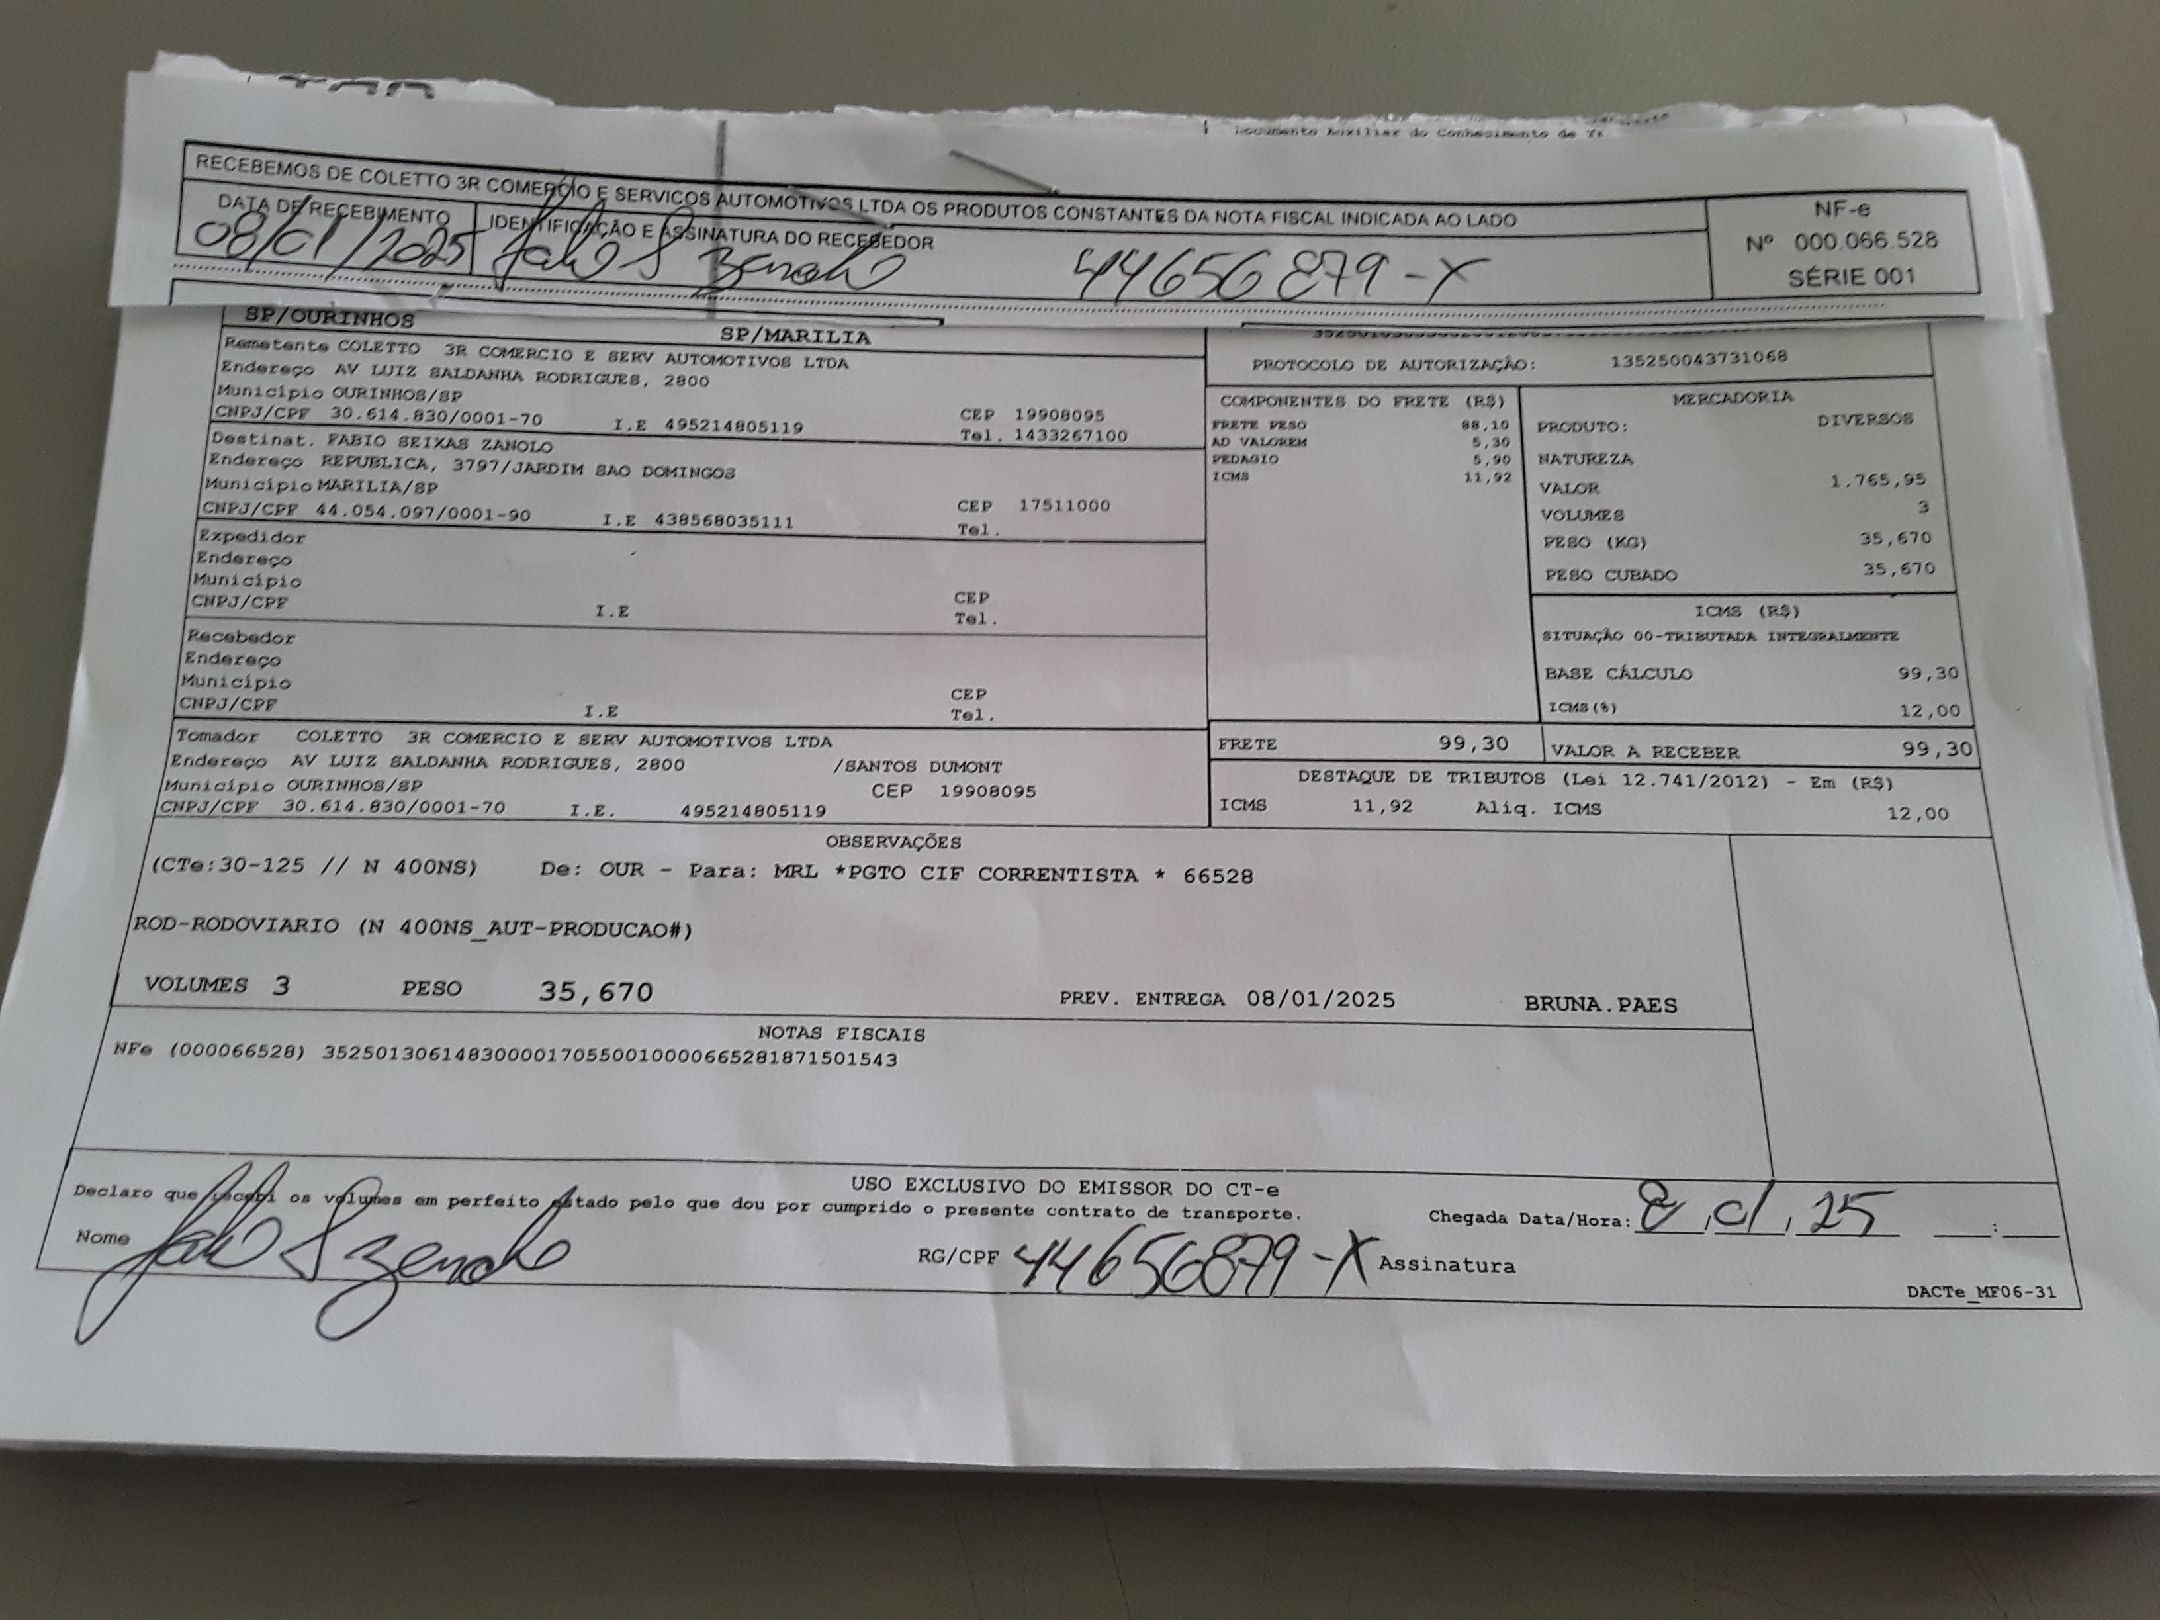 Documento Auxiliar do Conhecimento de
RECEBEMOS DE COLETTO 3R COMERCIO E SERVICOS AUTOMOTIVOS LTDA OS PRODUTOS CONSTANTES DA NOTA FISCAL INDICADA AO LADO
NF-e
Nº 000.066.528
SÉRIE 001
DATA DE RECEBIMENTO
08/01/2025
IDENTIFICAÇÃO E ASSINATURA DO RECEBEDOR
44656879-X
SP/OURINHOS SP/MARILIA
Remetente COLETTO 3R COMERCIO E SERV AUTOMOTIVOS LTDA
Endereço AV LUIZ SALDANHA RODRIGUES, 2800
Município OURINHOS/SP CEP 19908095
CNPJ/CPF 30.614.830/0001-70 I.E 495214805119 Tel. 1433267100
Destinat. FABIO SEIXAS ZANOLO
Endereço REPUBLICA, 3797/JARDIM SAO DOMINGOS
Município MARILIA/SP CEP 17511000
CNPJ/CPF 44.054.097/0001-90 I.E 438568035111 Tel.
Expedidor
Endereço
Município CEP
CNPJ/CPF I.E Tel.
Recebedor
Endereço
Município CEP
CNPJ/CPF I.E Tel.
Tomador COLETTO 3R COMERCIO E SERV AUTOMOTIVOS LTDA
Endereço AV LUIZ SALDANHA RODRIGUES, 2800 /SANTOS DUMONT
Município OURINHOS/SP CEP 19908095
CNPJ/CPF 30.614.830/0001-70 I.E. 495214805119
PROTOCOLO DE AUTORIZAÇÃO: 135250043731068
COMPONENTES DO FRETE (R$)
FRETE PESO 88,10
AD VALOREM 5,30
PEDAGIO 5,90
ICMS 11,92
MERCADORIA
PRODUTO: DIVERSOS
NATUREZA
VALOR 1.765,95
VOLUMES 3
PESO (KG) 35,670
PESO CUBADO 35,670
ICMS (R$)
SITUAÇÃO 00-TRIBUTADA INTEGRALMENTE
BASE CÁLCULO 99,30
ICMS(%) 12,00
FRETE 99,30 VALOR A RECEBER 99,30
DESTAQUE DE TRIBUTOS (Lei 12.741/2012) - Em (R$)
ICMS 11,92 Aliq. ICMS 12,00
OBSERVAÇÕES
(CTe:30-125 // N 400NS) De: OUR - Para: MRL *PGTO CIF CORRENTISTA * 66528
ROD-RODOVIARIO (N 400NS_AUT-PRODUCAO#)
VOLUMES 3 PESO 35,670 PREV. ENTREGA 08/01/2025 BRUNA.PAES
NOTAS FISCAIS
NFe (000066528) 35250130614830000170550010000665281871501543
USO EXCLUSIVO DO EMISSOR DO CT-e
Declaro que recebi os volumes em perfeito estado pelo que dou por cumprido o presente contrato de transporte.
Chegada Data/Hora: 8,01,25 :
Nome RG/CPF 44656879-X Assinatura
DACTe_MF06-31